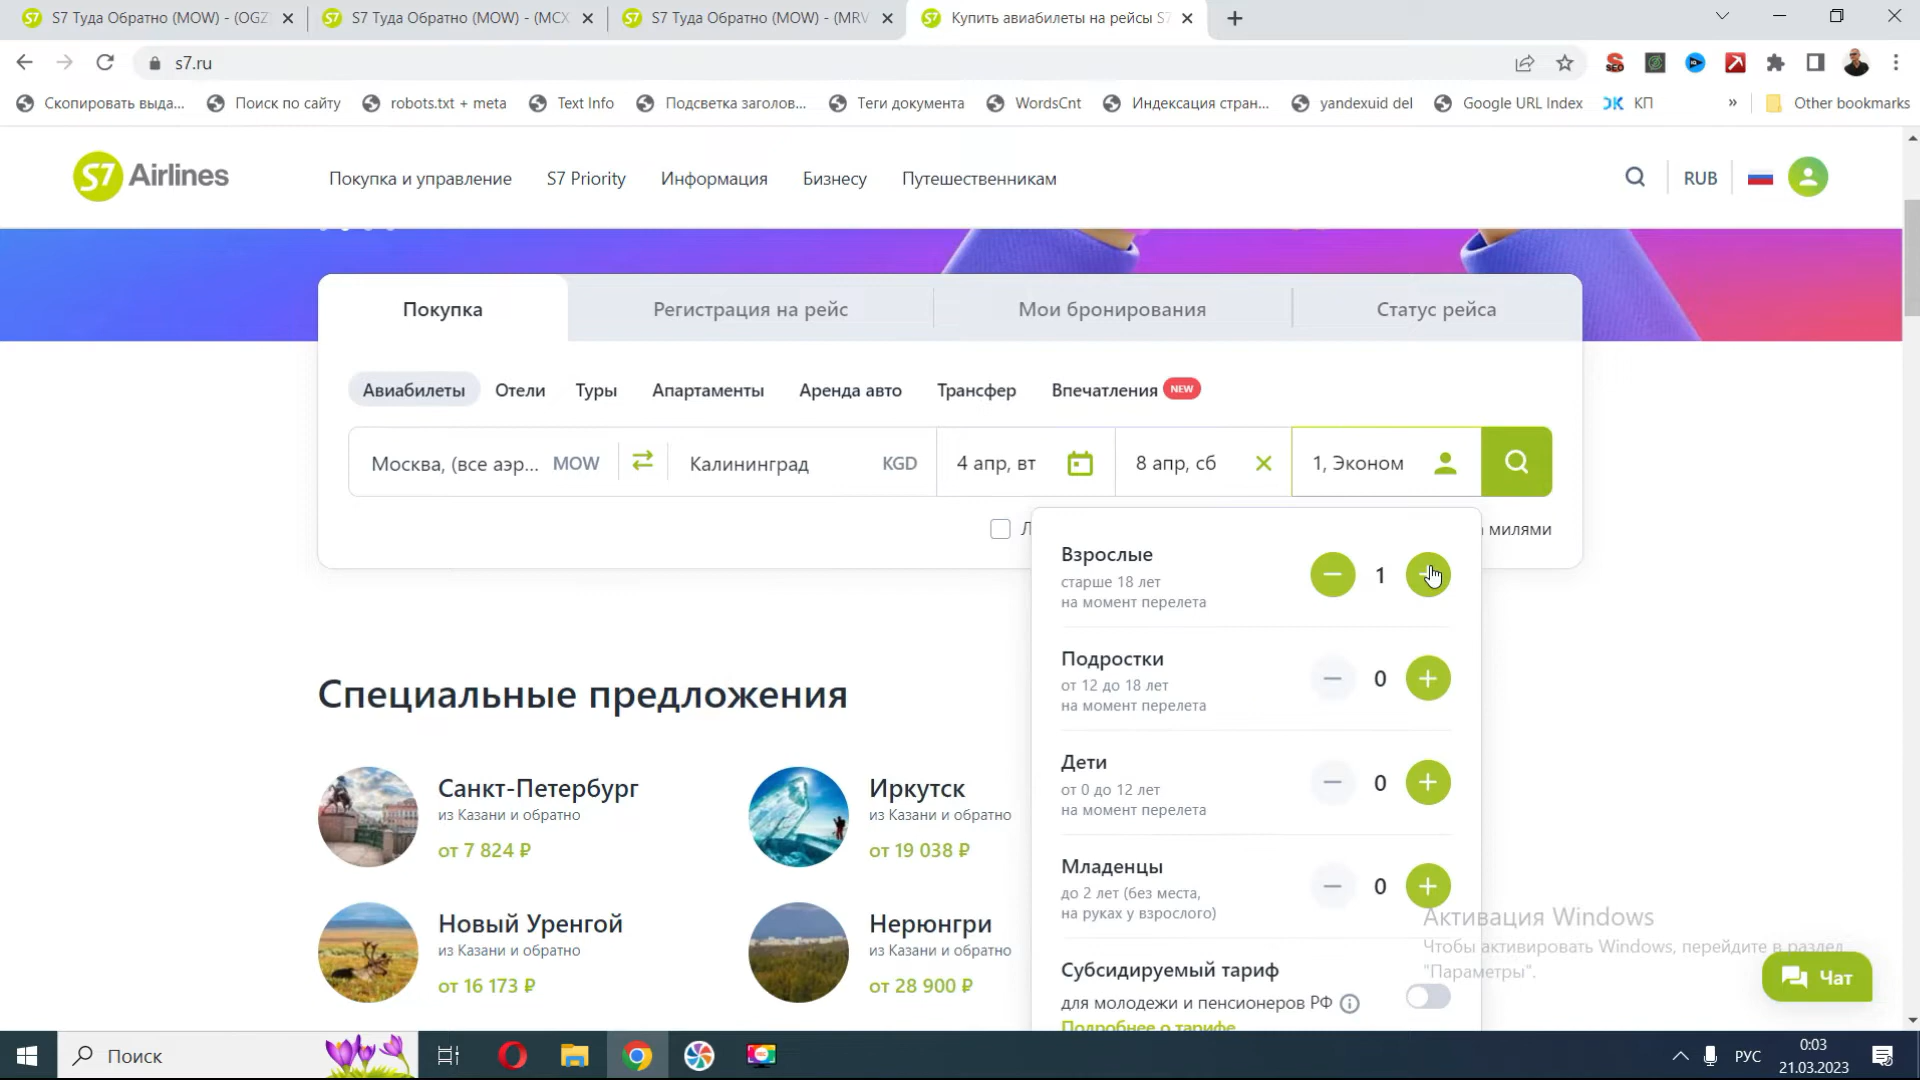 S7 Туда Обратно (MOW) - (OGZ
S7 Туда Обратно (MOW) - (MCX
S7 Туда Обратно (MOW) - (MRV
Купить авиабилеты на рейсы S7
s7.ru
Скопировать выда...
Поиск по сайту
robots.txt + meta
Text Info
Подсветка заголов...
Теги документа
WordsCnt
Индексация стран...
yandexuid del
Google URL Index
КП
»
Other bookmarks
S7 Airlines
Покупка и управление
S7 Priority
Информация
Бизнесу
Путешественникам
RUB
Покупка
Регистрация на рейс
Мои бронирования
Статус рейса
Авиабилеты
Отели
Туры
Апартаменты
Аренда авто
Трансфер
Впечатления NEW
Москва, (все аэр... MOW
Калининград KGD
4 апр, вт
8 апр, сб
1, Эконом
милями
Взрослые
старше 18 лет
на момент перелета
1
Подростки
от 12 до 18 лет
на момент перелета
0
Дети
от 0 до 12 лет
на момент перелета
0
Младенцы
до 2 лет (без места,
на руках у взрослого)
0
Субсидируемый тариф
для молодежи и пенсионеров РФ
Подробнее о тарифе
Специальные предложения
Санкт-Петербург
из Казани и обратно
от 7 824 ₽
Иркутск
из Казани и обратно
от 19 038 ₽
Новый Уренгой
из Казани и обратно
от 16 173 ₽
Нерюнгри
из Казани и обратно
от 28 900 ₽
Активация Windows
Чтобы активировать Windows, перейдите в раздел
"Параметры".
Чат
Поиск
РУС
0:03
21.03.2023